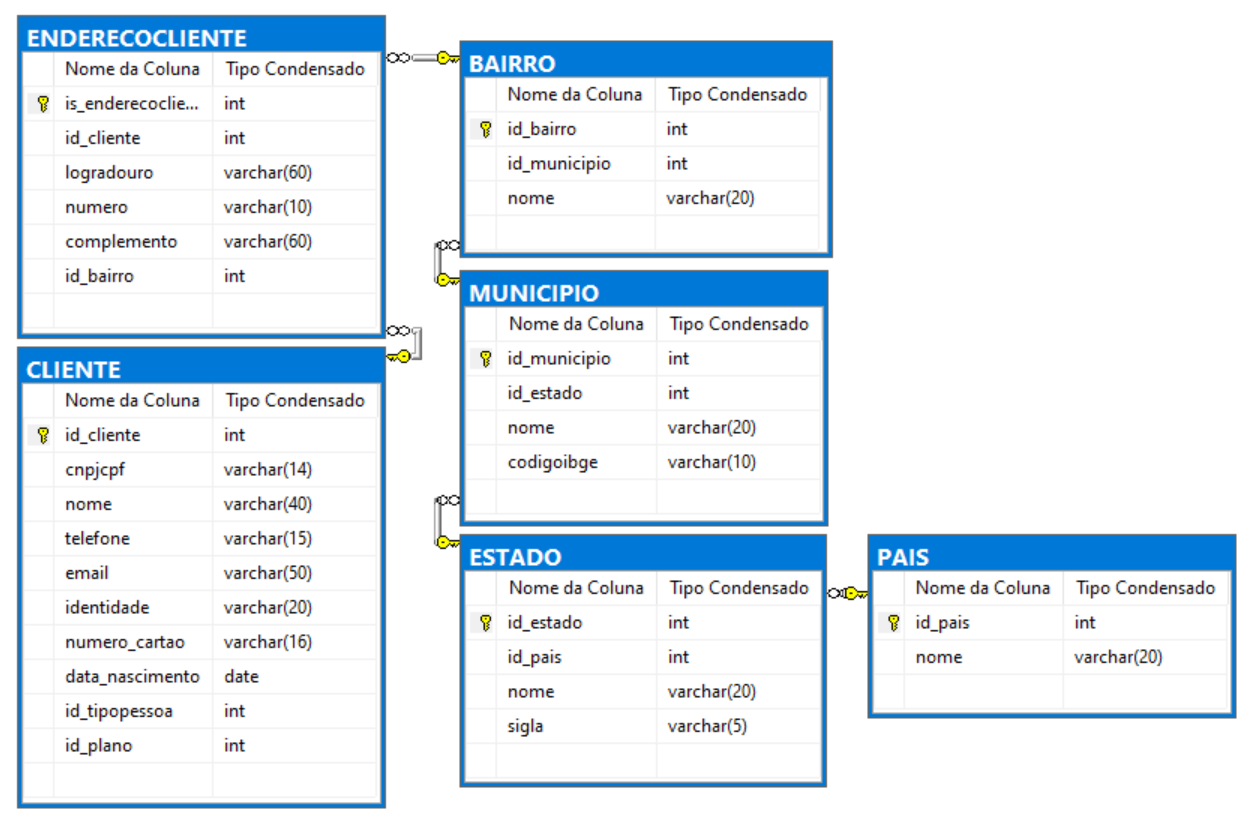 ENDERECOCLIENTE
Nome da Coluna Tipo Condensado
is_enderecoclie... int
id_cliente int
logradouro varchar(60)
numero varchar(10)
complemento varchar(60)
id_bairro int
CLIENTE
Nome da Coluna Tipo Condensado
id_cliente int
cnpjcpf varchar(14)
nome varchar(40)
telefone varchar(15)
email varchar(50)
identidade varchar(20)
numero_cartao varchar(16)
data_nascimento date
id_tipopessoa int
id_plano int
BAIRRO
Nome da Coluna Tipo Condensado
id_bairro int
id_municipio int
nome varchar(20)
MUNICIPIO
Nome da Coluna Tipo Condensado
id_municipio int
id_estado int
nome varchar(20)
codigoibge varchar(10)
ESTADO
Nome da Coluna Tipo Condensado
id_estado int
id_pais int
nome varchar(20)
sigla varchar(5)
PAIS
Nome da Coluna Tipo Condensado
id_pais int
nome varchar(20)